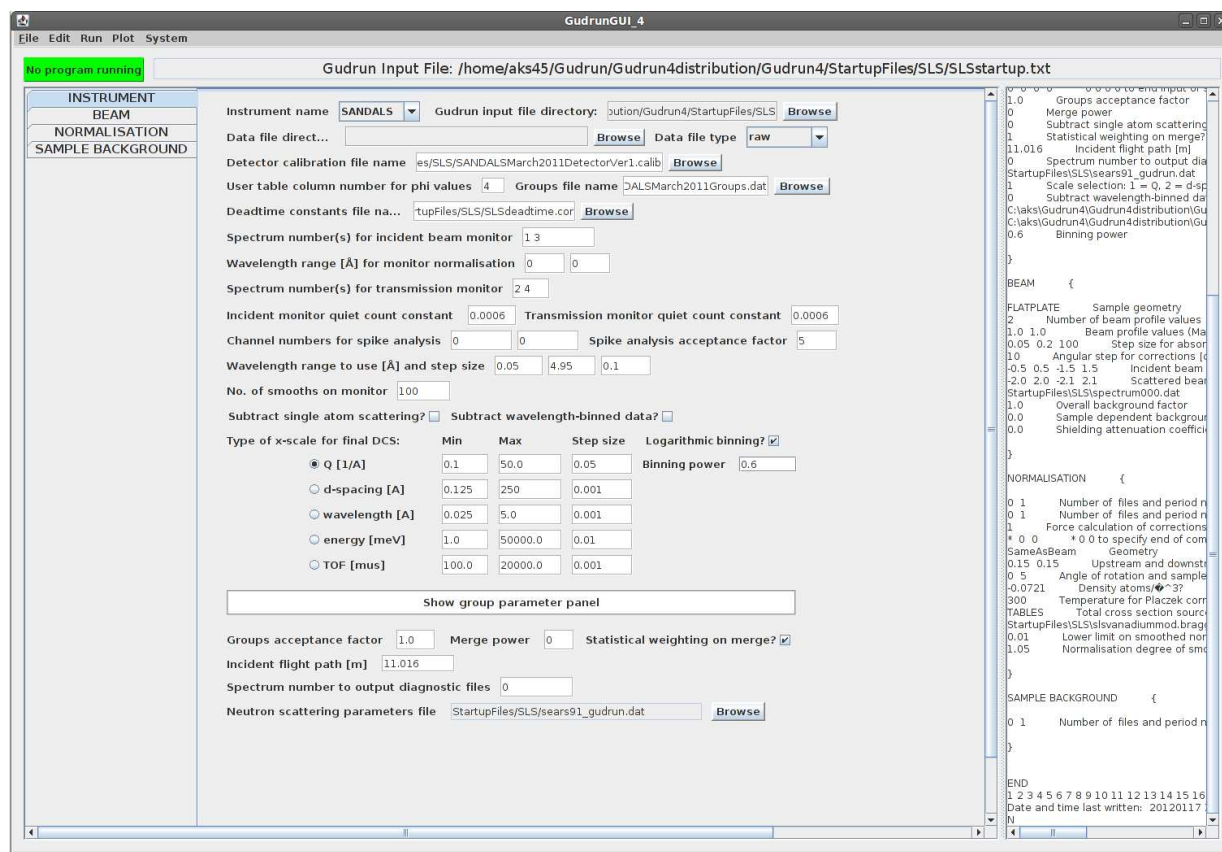 GudrunGUI_4
File Edit Run Plot System
No program running
Gudrun Input File: /home/aks45/Gudrun/Gudrun4distribution/Gudrun4/StartupFiles/SLS/SLSstartup.txt
INSTRUMENT
BEAM
NORMALISATION
SAMPLE BACKGROUND
Instrument name SANDALS Gudrun input file directory: oution/Gudrun4/StartupFiles/SLS Browse
Data file direct... Browse Data file type raw
Detector calibration file name es/SLS/SANDALSMarch2011DetectorVer1.calib Browse
User table column number for phi values 4 Groups file name DALSMarch2011Groups.dat Browse
Deadtime constants file na... rtupFiles/SLS/SLSdeadtime.cor Browse
Spectrum number(s) for incident beam monitor 1 3
Wavelength range [Å] for monitor normalisation 0 0
Spectrum number(s) for transmission monitor 2 4
Incident monitor quiet count constant 0.0006 Transmission monitor quiet count constant 0.0006
Channel numbers for spike analysis 0 0 Spike analysis acceptance factor 5
Wavelength range to use [Å] and step size 0.05 4.95 0.1
No. of smooths on monitor 100
Subtract single atom scattering? Subtract wavelength-binned data?
Type of x-scale for final DCS: Min Max Step size Logarithmic binning?
Q [1/A] 0.1 50.0 0.05 Binning power 0.6
d-spacing [A] 0.125 250 0.001
wavelength [A] 0.025 5.0 0.001
energy [meV] 1.0 50000.0 0.01
TOF [mus] 100.0 20000.0 0.001
Show group parameter panel
Groups acceptance factor 1.0 Merge power 0 Statistical weighting on merge?
Incident flight path [m] 11.016
Spectrum number to output diagnostic files 0
Neutron scattering parameters file StartupFiles/SLS/sears91_gudrun.dat Browse
1.0 Groups acceptance factor
0 Merge power
0 Subtract single atom scattering
1 Statistical weighting on merge?
11.016 Incident flight path [m]
0 Spectrum number to output dia
StartupFiles\SLS\sears91_gudrun.dat
1 Scale selection: 1 = Q, 2 = d-sp
0 Subtract wavelength-binned da
C:\aks\Gudrun4\Gudrun4distribution\Gu
C:\aks\Gudrun4\Gudrun4distribution\Gu
0.6 Binning power
}
BEAM {
FLATPLATE Sample geometry
2 Number of beam profile values
1.0 1.0 Beam profile values (Ma
0.05 0.2 100 Step size for absor
10 Angular step for corrections [d
-0.5 0.5 -1.5 1.5 Incident beam
-2.0 2.0 -2.1 2.1 Scattered bear
StartupFiles\SLS\spectrum000.dat
1.0 Overall background factor
0.0 Sample dependent backgroun
0.0 Shielding attenuation coeffici
}
NORMALISATION {
0 1 Number of files and period n
0 1 Number of files and period n
1 Force calculation of corrections
* 0 0 * 0 0 to specify end of com
SameAsBeam Geometry
0.15 0.15 Upstream and downstr
0 5 Angle of rotation and sample
-0.0721 Density atoms/�^3?
300 Temperature for Placzek corr
TABLES Total cross section source
StartupFiles\SLS\slsvanadiummod.bragg
0.01 Lower limit on smoothed nor
1.05 Normalisation degree of smo
}
SAMPLE BACKGROUND {
0 1 Number of files and period n
}
END
1 2 3 4 5 6 7 8 9 10 11 12 13 14 15 16
Date and time last written: 20120117
N